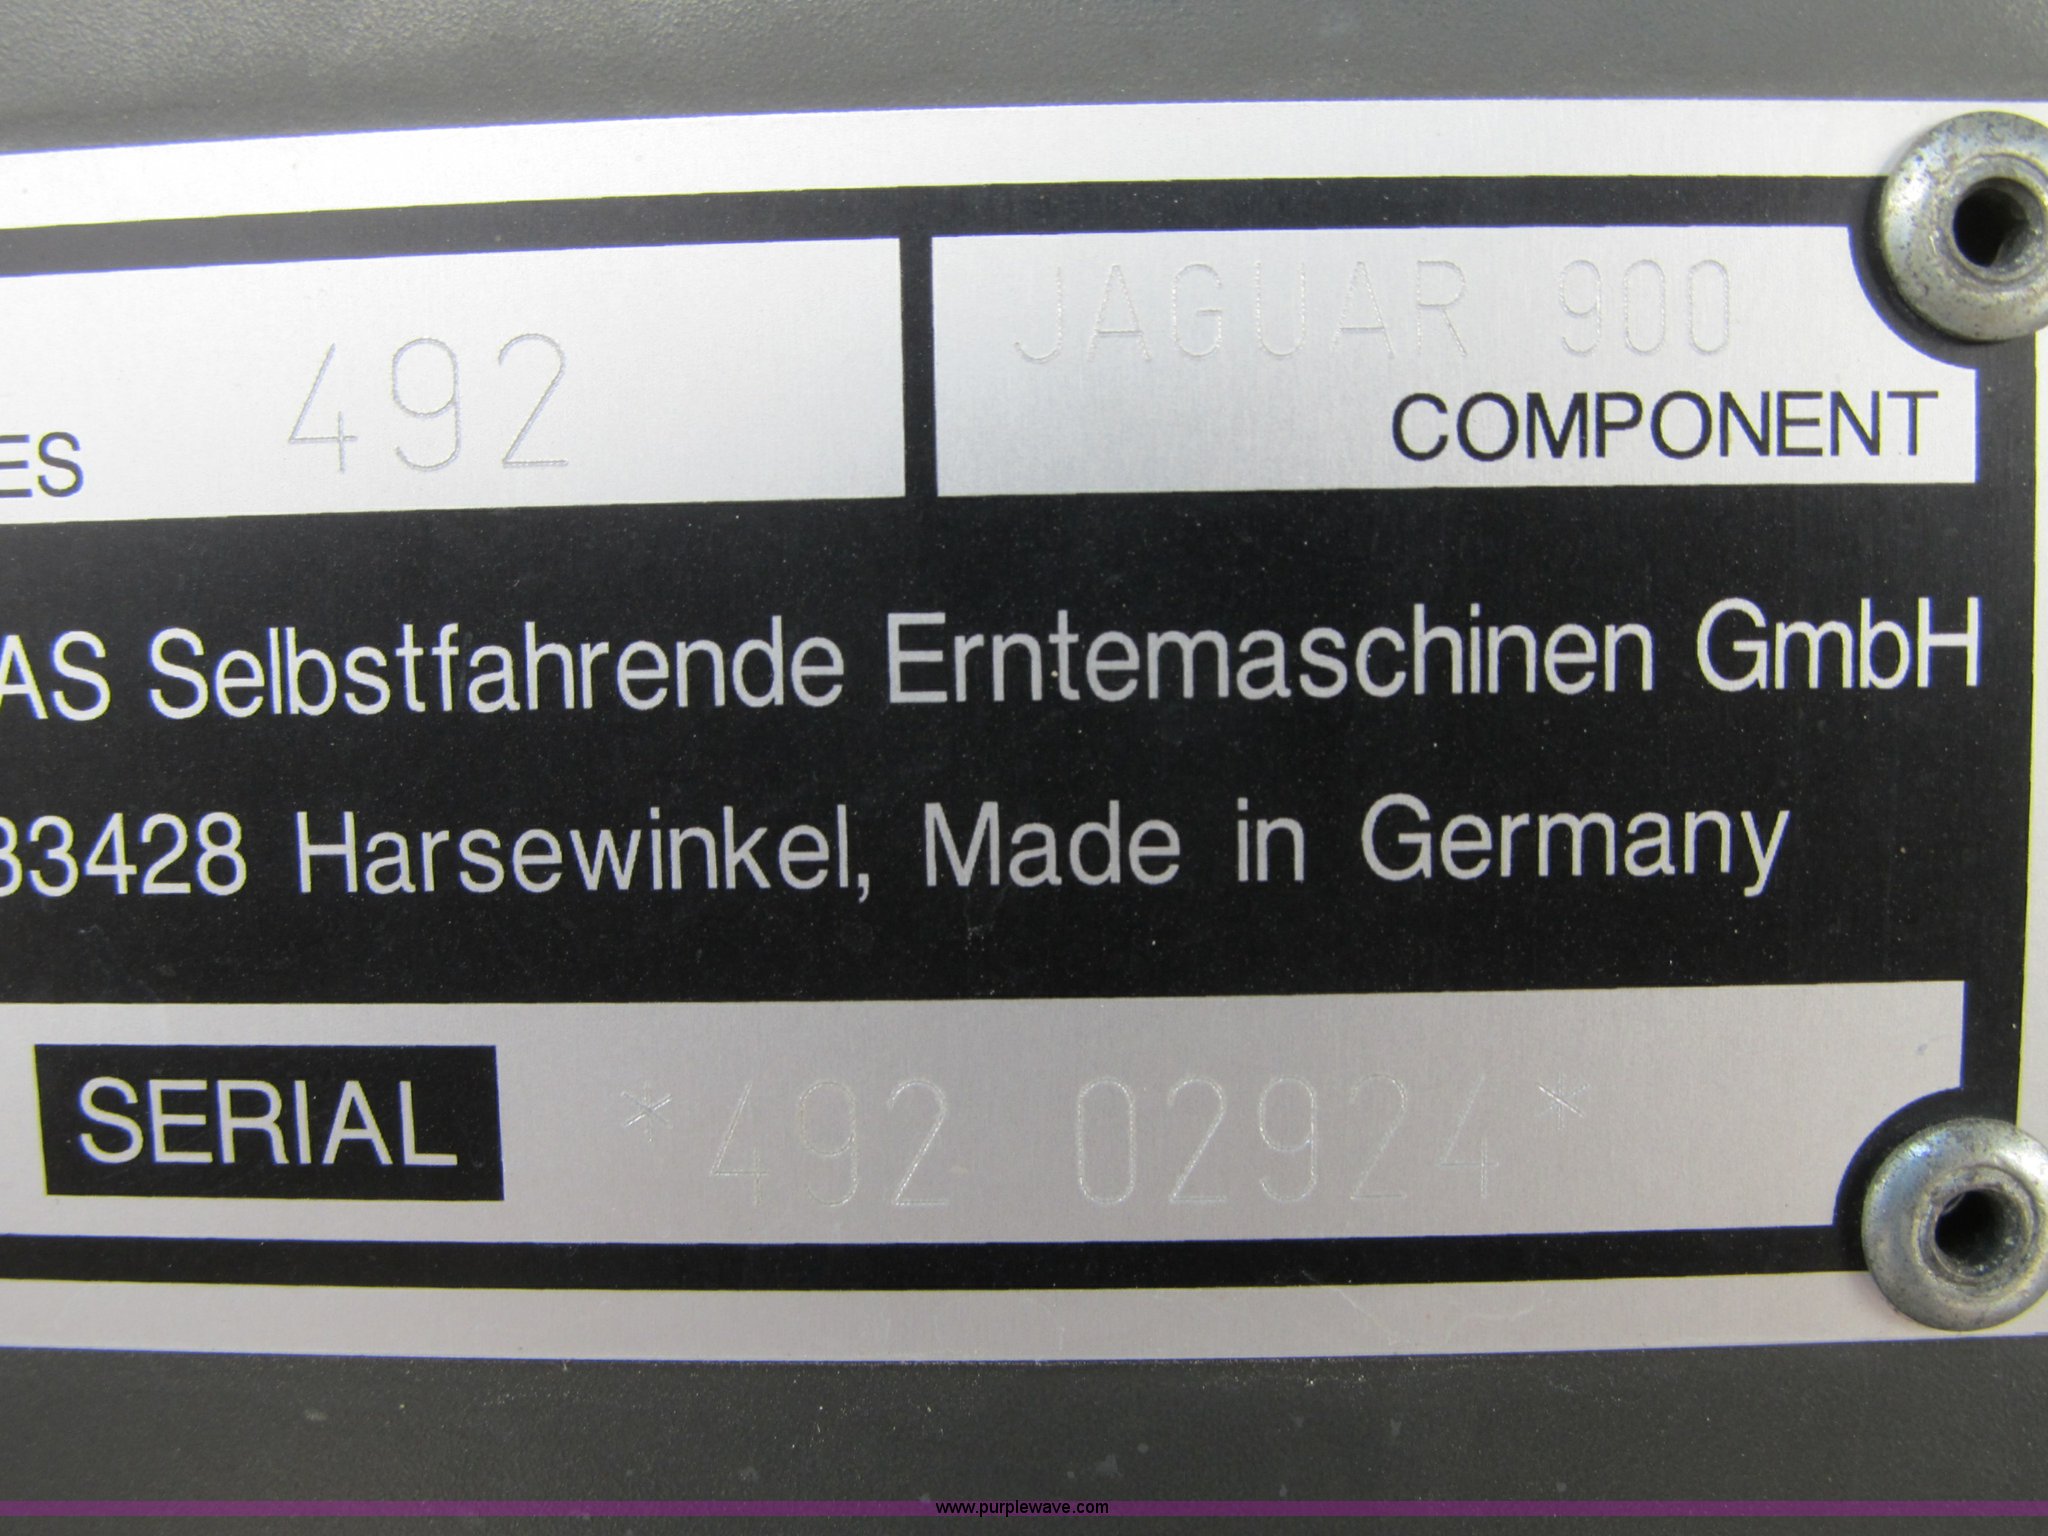 492
JAGUAR 900
ES
COMPONENT
AS Selbstfahrende Erntemaschinen GmbH
33428 Harsewinkel, Made in Germany
SERIAL *492 02924*
www.purplewave.com